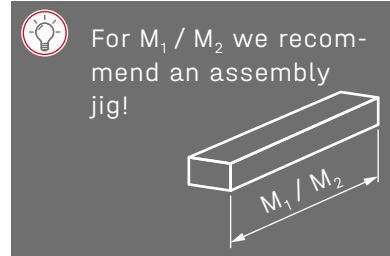 For M₁ / M₂ we recom-
mend an assembly
jig!
M₁ / M₂